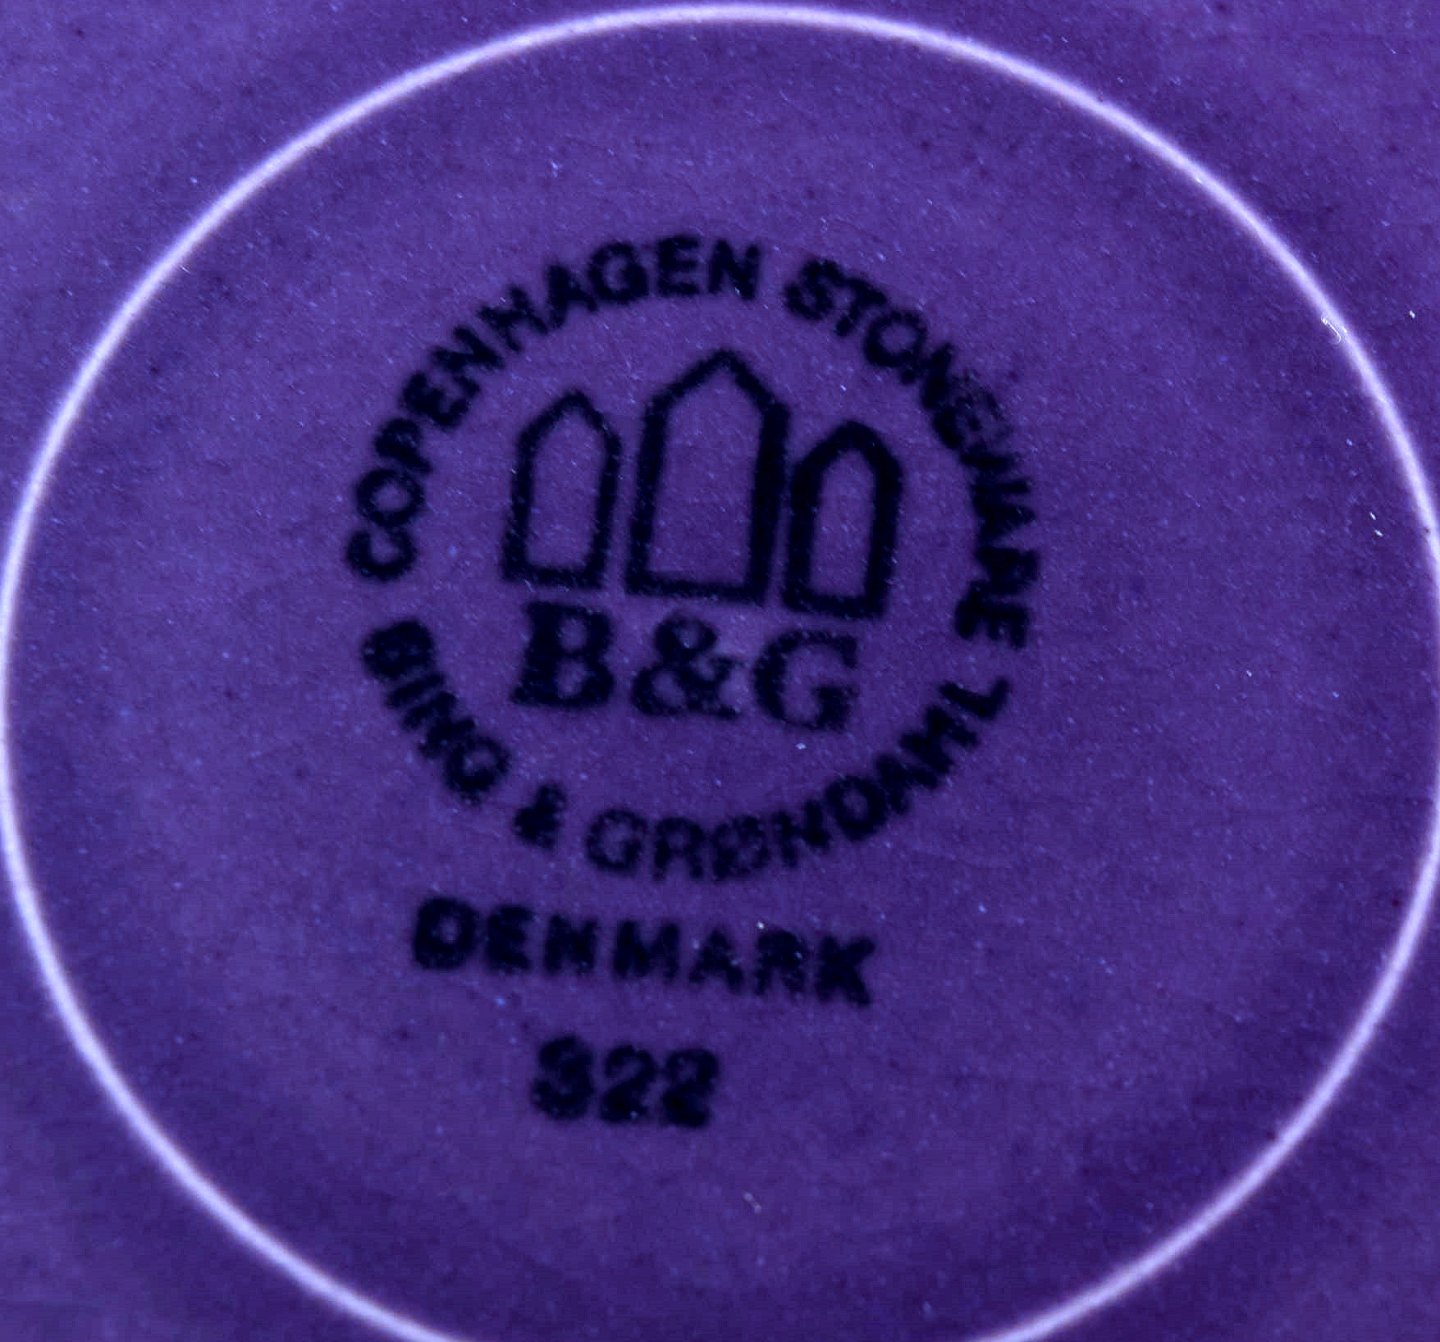 COPENHAGEN STONEWARE
B&G
BING & GRØNDAHL
DENMARK
322